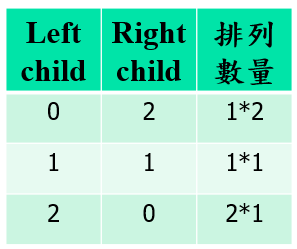 Left child Right child 排列數量
0 2 1*2
1 1 1*1
2 0 2*1